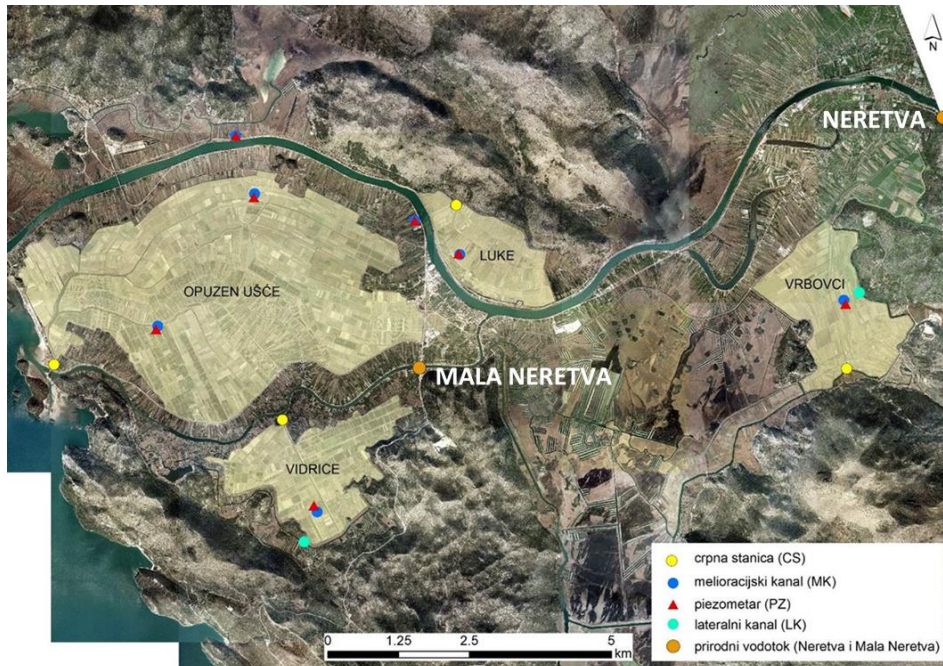 N
NERETVA
LUKE
VRBOVCI
OPUZEN UŠĆE
MALA NERETVA
VIDRICE
crpna stanica (CS)
melioracijski kanal (MK)
piezometar (PZ)
lateralni kanal (LK)
prirodni vodotok (Neretva i Mala Neretva)
0 1.25 2.5 5
km